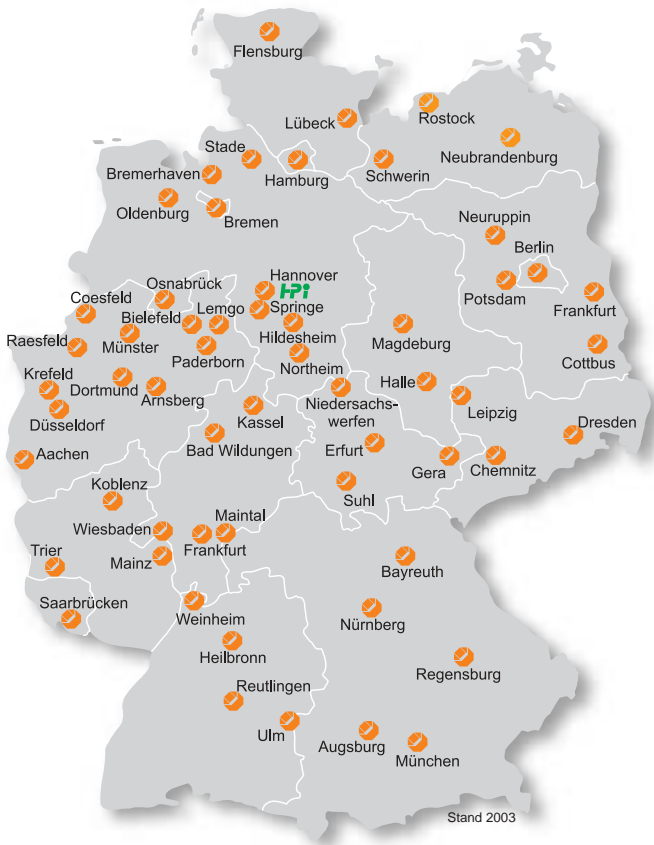 Flensburg
Rostock
Lübeck
Neubrandenburg
Stade
Hamburg
Schwerin
Bremerhaven
Oldenburg
Bremen
Neuruppin
Berlin
Hannover
HPi
Osnabrück
Potsdam
Frankfurt
Coesfeld
Bielefeld
Lemgo
Springe
Raesfeld
Münster
Hildesheim
Magdeburg
Paderborn
Northeim
Cottbus
Krefeld
Dortmund
Arnsberg
Niedersachs-
werfen
Halle
Leipzig
Düsseldorf
Kassel
Dresden
Bad Wildungen
Erfurt
Aachen
Gera
Chemnitz
Koblenz
Suhl
Wiesbaden
Maintal
Frankfurt
Trier
Mainz
Bayreuth
Saarbrücken
Weinheim
Nürnberg
Heilbronn
Regensburg
Reutlingen
Ulm
Augsburg
München
Stand 2003